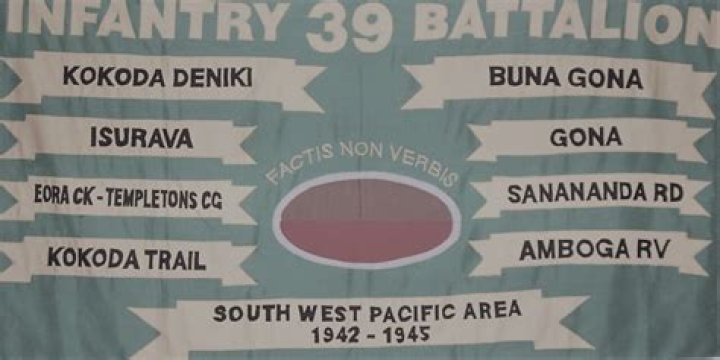 INFANTRY 39 BATTALION
KOKODA DENIKI
BUNA GONA
ISURAVA
GONA
FACTIS NON VERBIS
EORA CK - TEMPLETONS CG
SANANANDA RD
KOKODA TRAIL
AMBOGA RV
SOUTH WEST PACIFIC AREA
1942 - 1945